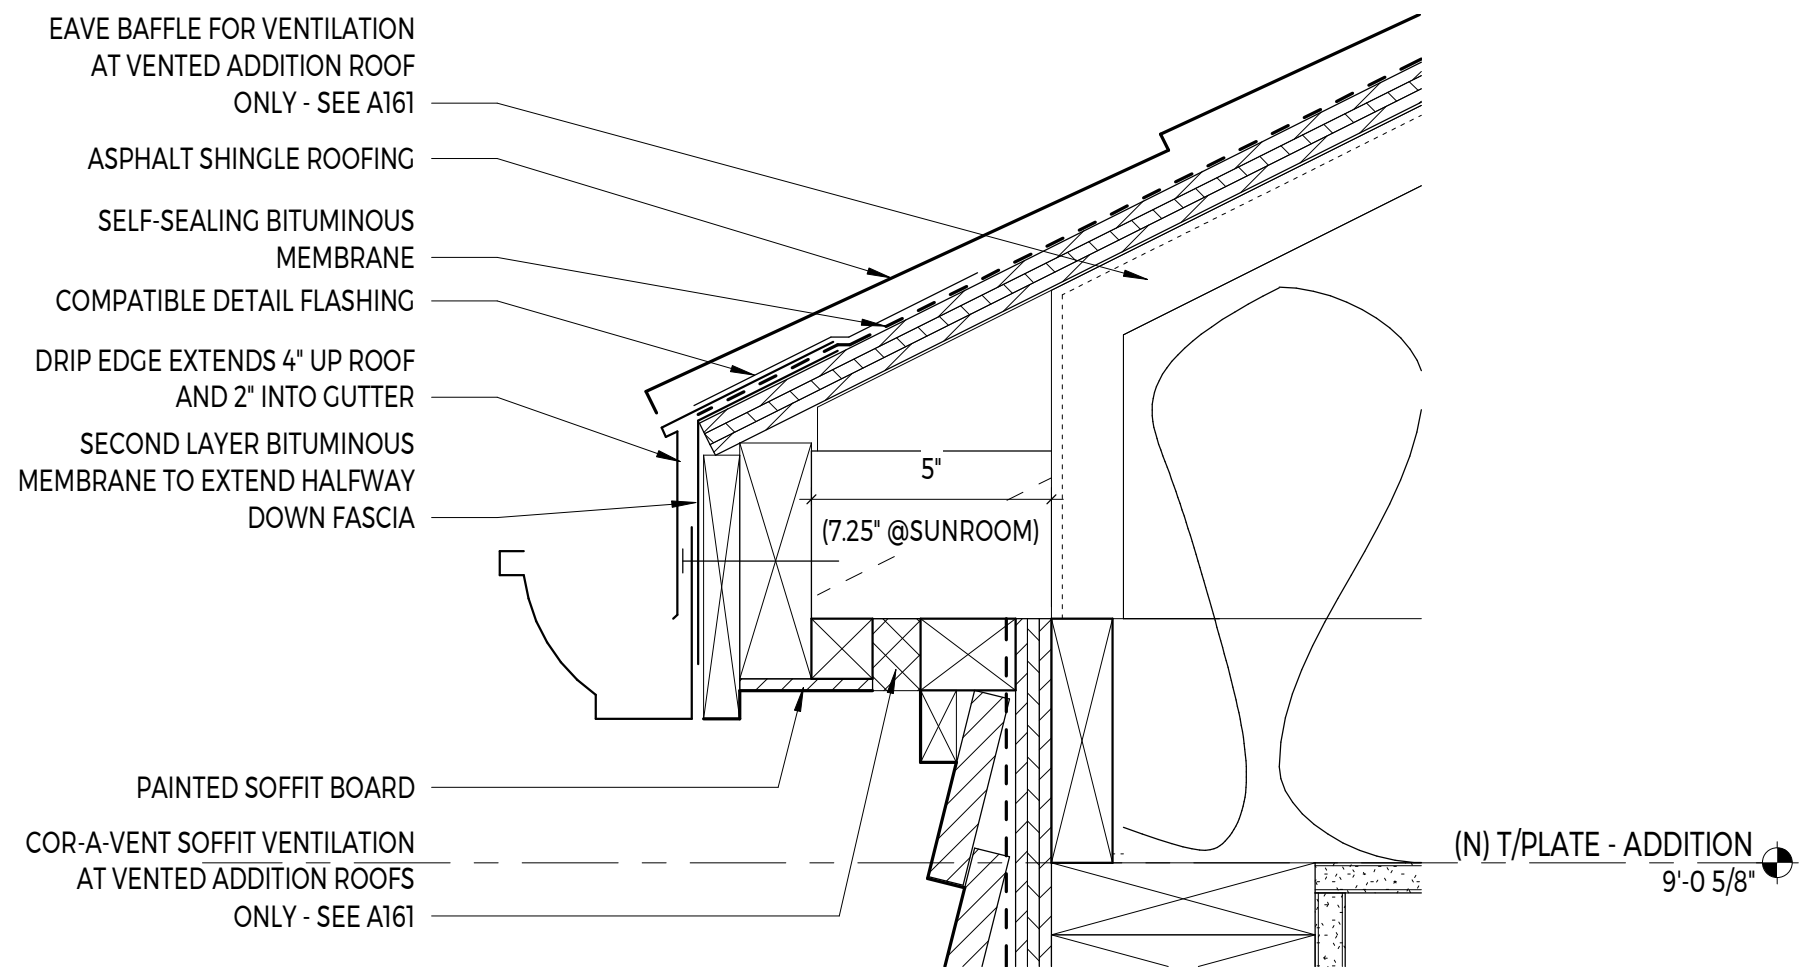 EAVE BAFFLE FOR VENTILATION
AT VENTED ADDITION ROOF
ONLY - SEE A161
ASPHALT SHINGLE ROOFING
SELF-SEALING BITUMINOUS
MEMBRANE
COMPATIBLE DETAIL FLASHING
DRIP EDGE EXTENDS 4" UP ROOF
AND 2" INTO GUTTER
SECOND LAYER BITUMINOUS
MEMBRANE TO EXTEND HALFWAY
DOWN FASCIA
5"
(7.25" @SUNROOM)
PAINTED SOFFIT BOARD
COR-A-VENT SOFFIT VENTILATION
AT VENTED ADDITION ROOFS
ONLY - SEE A161
(N) T/PLATE - ADDITION
9'-0 5/8"